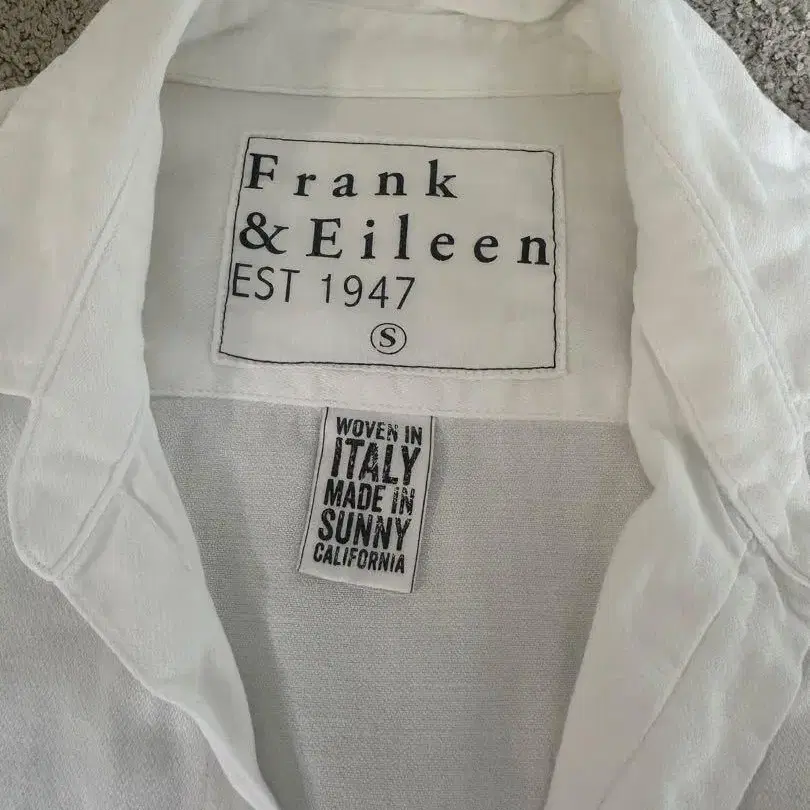 Frank
& Eileen
EST 1947
S
WOVEN IN
ITALY
MADE IN
SUNNY
CALIFORNIA